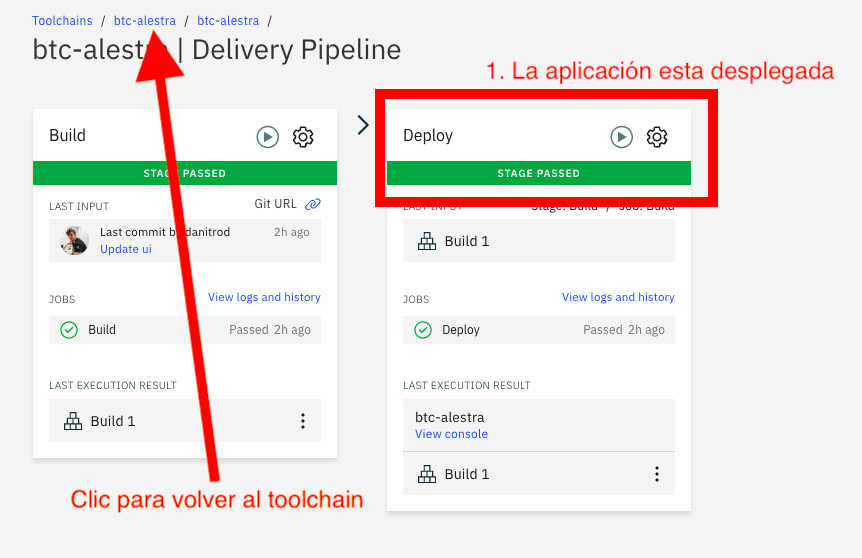 Toolchains / btc-alestra / btc-alestra /
btc-alestra | Delivery Pipeline
1. La aplicación esta desplegada
Build
STAGE PASSED
LAST INPUT Git URL
Last commit by danitrod 2h ago
Update ui
JOBS View logs and history
Build Passed 2h ago
LAST EXECUTION RESULT
Build 1
Deploy
STAGE PASSED
LAST INPUT Stage: Build / Job: Build
Build 1
JOBS View logs and history
Deploy Passed 2h ago
LAST EXECUTION RESULT
btc-alestra
View console
Build 1
Clic para volver al toolchain